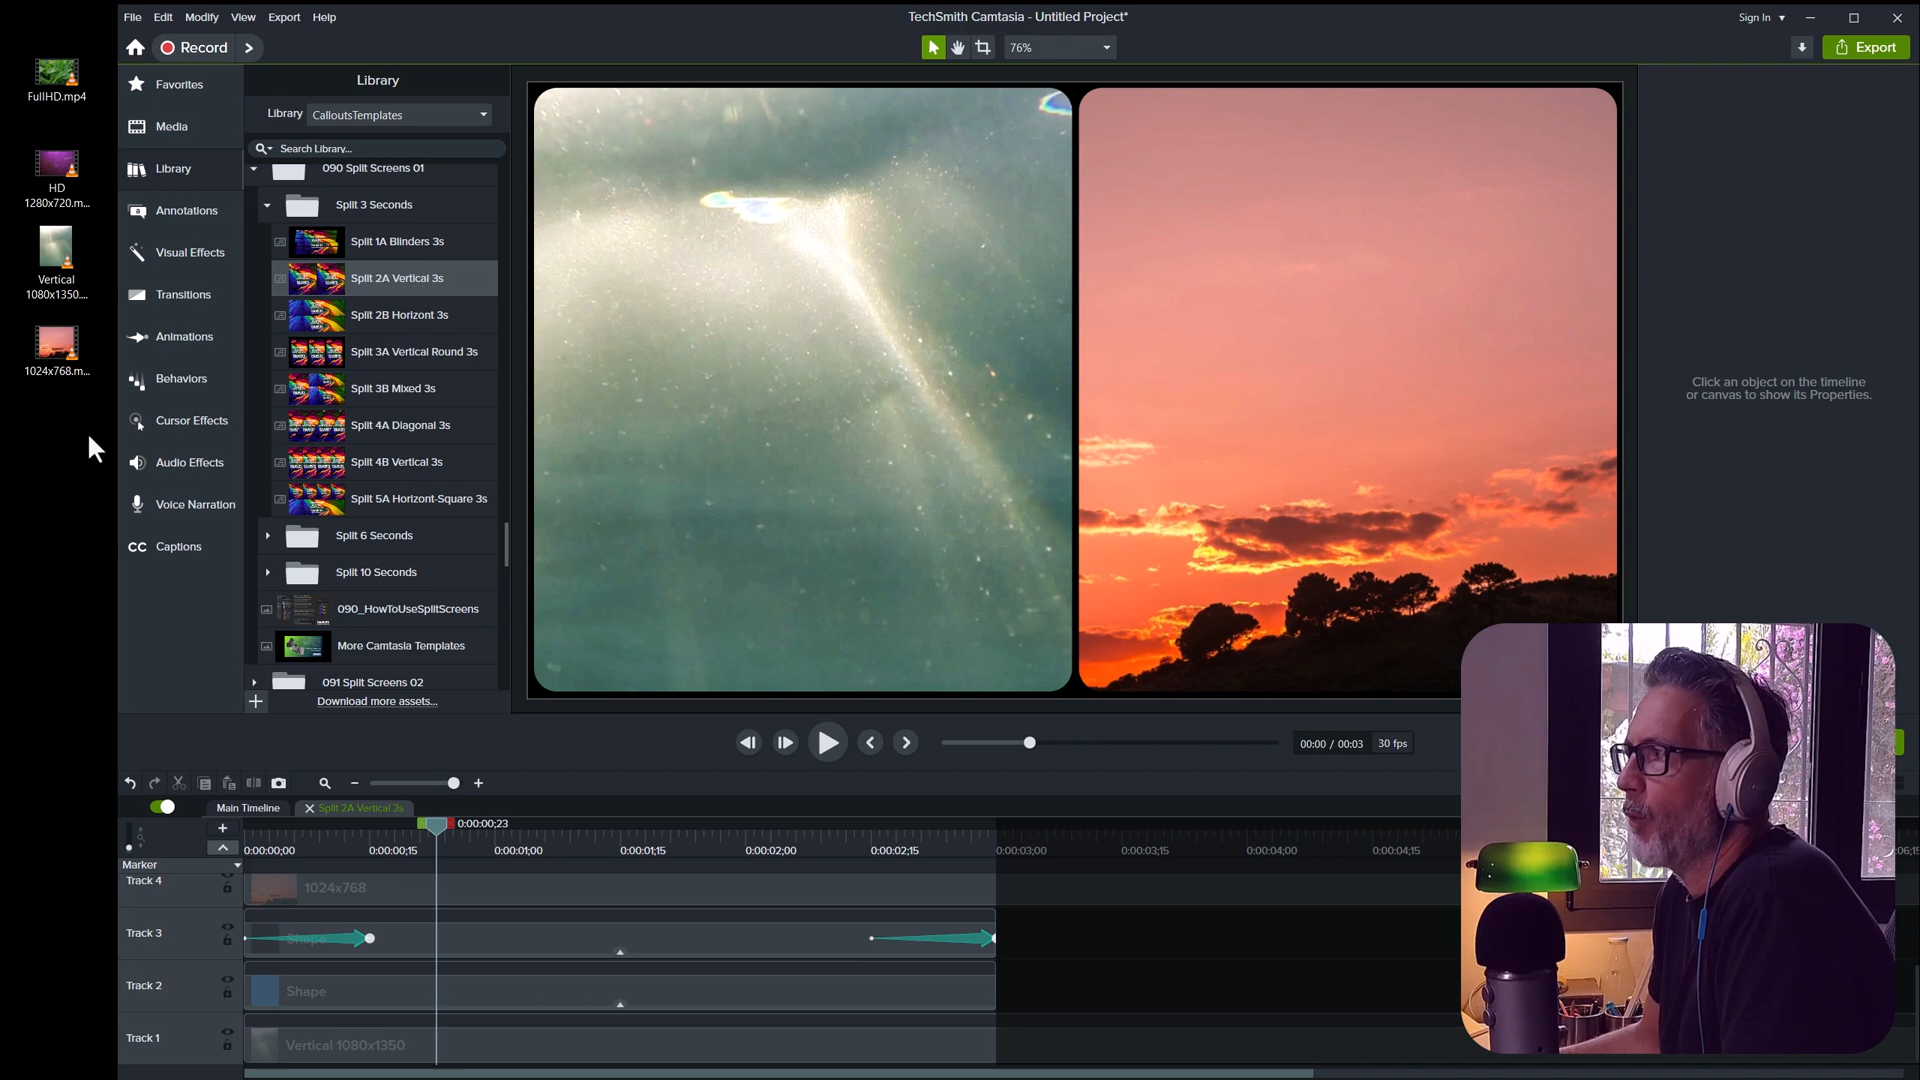 File Edit Modify View Export Help
TechSmith Camtasia - Untitled Project*
Sign In
Record
76%
Export
FullHD.mp4
HD
1280x720.m...
Vertical
1080x1350....
1024x768.m...
Favorites
Media
Library
Annotations
Visual Effects
Transitions
Animations
Behaviors
Cursor Effects
Audio Effects
Voice Narration
CC Captions
Library
Library CalloutsTemplates
Search Library...
090 Split Screens 01
Split 3 Seconds
Split 1A Blinders 3s
Split 2A Vertical 3s
Split 2B Horizont 3s
Split 3A Vertical Round 3s
Split 3B Mixed 3s
Split 4A Diagonal 3s
Split 4B Vertical 3s
Split 5A Horizont-Square 3s
Split 6 Seconds
Split 10 Seconds
090_HowToUseSplitScreens
More Camtasia Templates
091 Split Screens 02
Download more assets...
Click an object on the timeline
or canvas to show its Properties.
00:00 / 00:03 30 fps
Main Timeline
Split 2A Vertical 3s
0:00:00;23
0:00:00;00 0:00:00;15 0:00:01;00 0:00:01;15 0:00:02;00 0:00:02;15 0:00:03;00 0:00:03;15 0:00:04;00 0:00:04;15
Marker
Track 4
1024x768
Track 3
Shape
Track 2
Shape
Track 1
Vertical 1080x1350